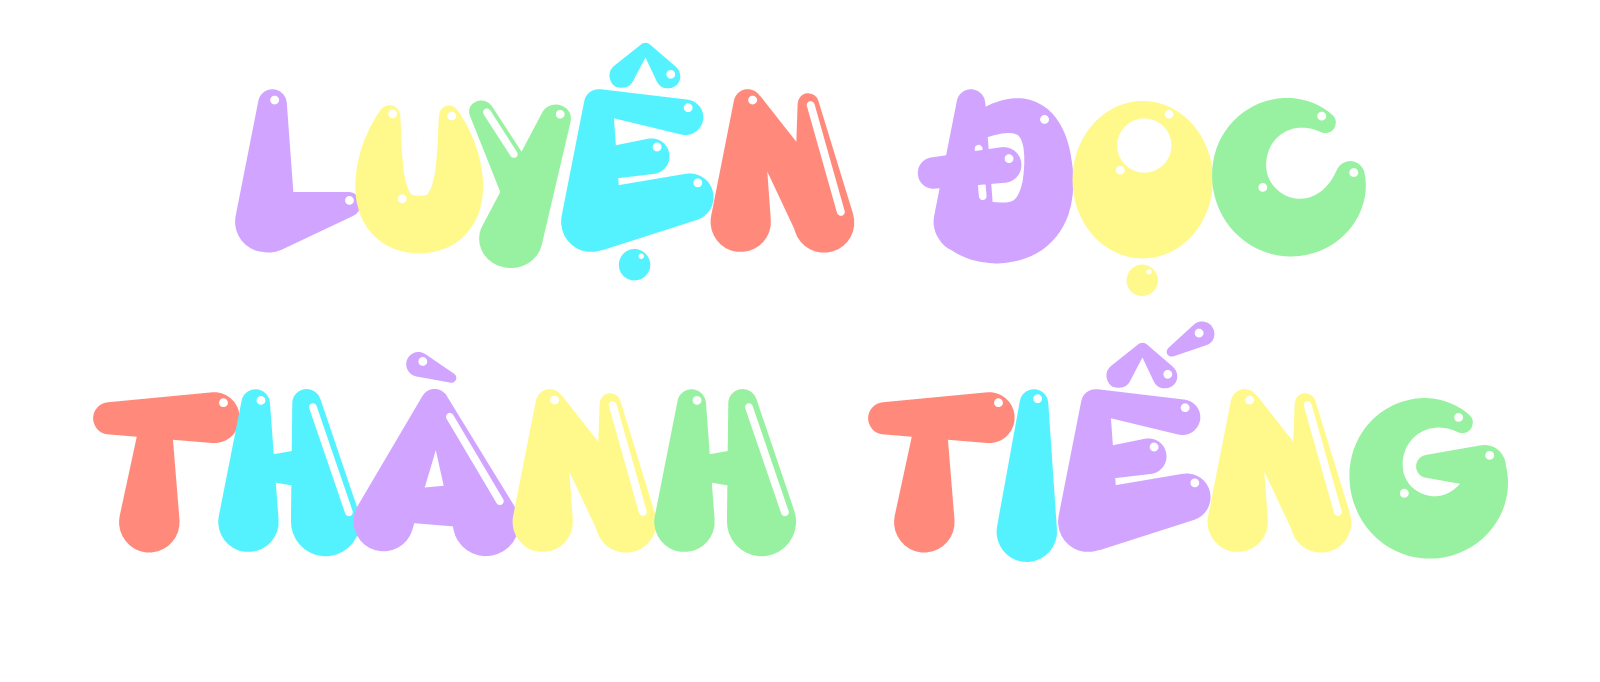 LUYỆN ĐỌC
THÀNH TIẾNG